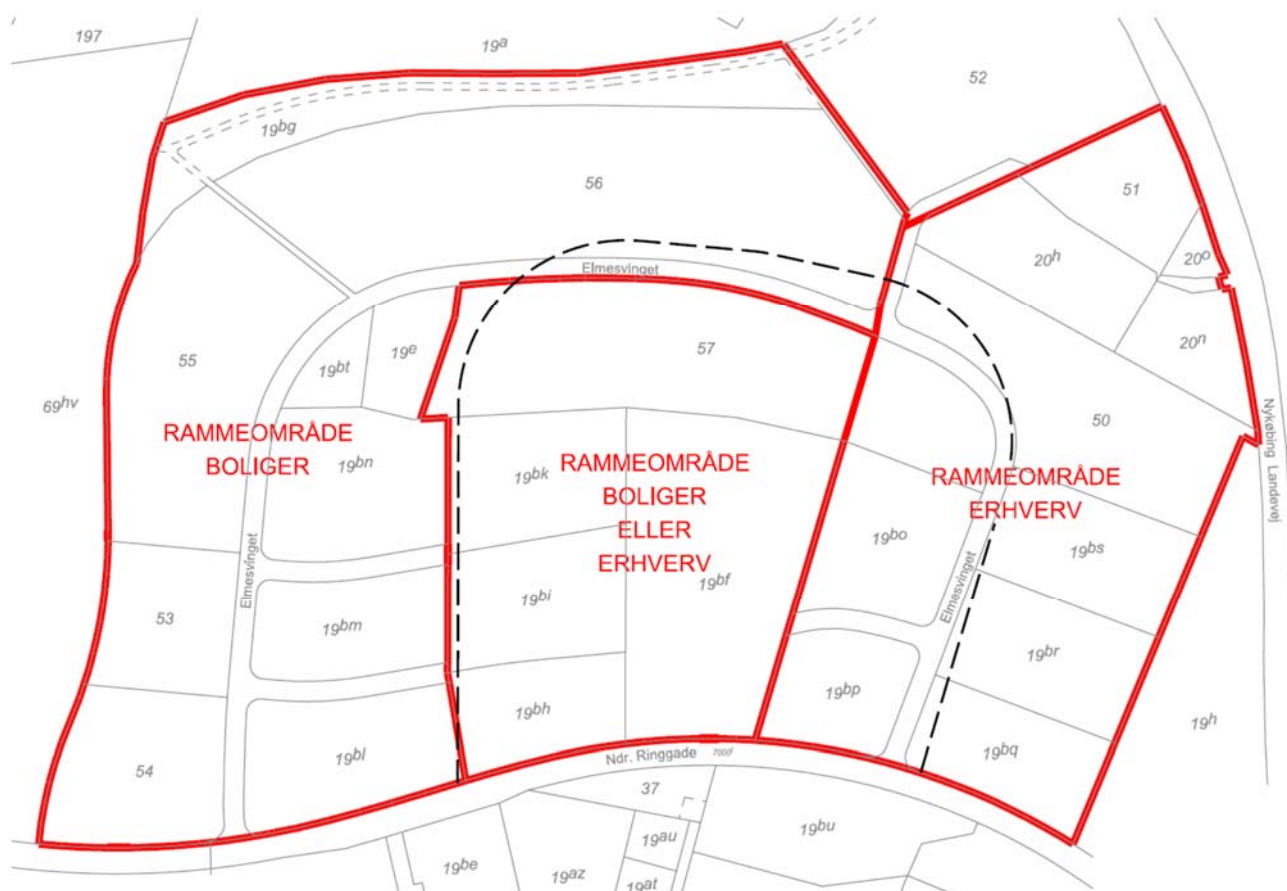 197
19a
52
19bg
56
51
20h
20o
Elmesvinget
57
20n
55
19bt
19e
69hv
50
Nykøbing Landevej
RAMMEOMRÅDE
BOLIGER
19bn
19bk
RAMMEOMRÅDE
BOLIGER
ELLER
ERHVERV
RAMMEOMRÅDE
ERHVERV
19bo
19bs
Elmesvinget
19bi
19bf
Elmesvinget
53
19bm
19br
19bp
19bh
19h
54
19bl
19bq
Ndr. Ringgade
37
19bu
19au
19be
19az
19at